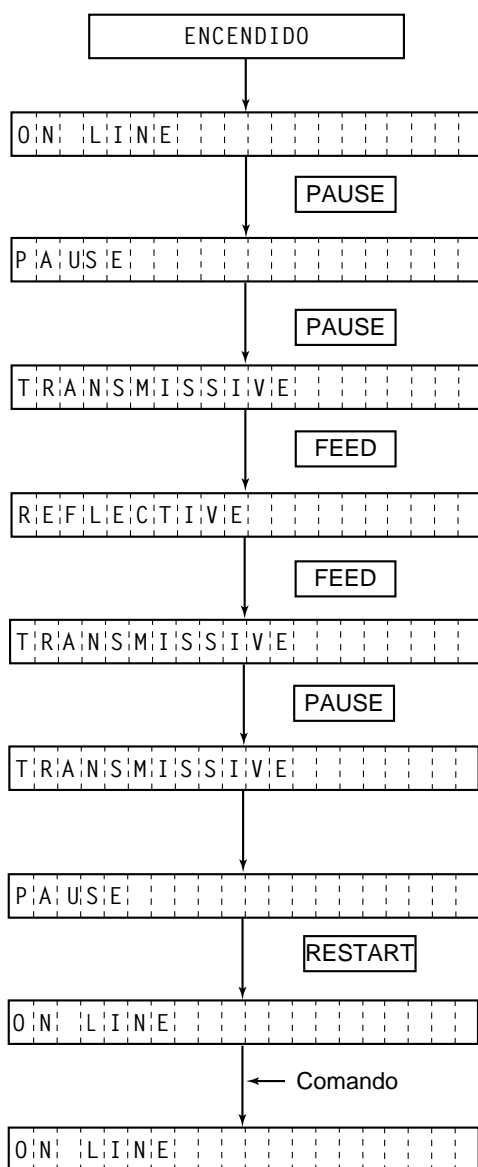 ENCENDIDO
ON LINE
PAUSE
PAUSE
PAUSE
TRANSMISSIVE
FEED
REFLECTIVE
FEED
TRANSMISSIVE
PAUSE
TRANSMISSIVE
PAUSE
RESTART
ON LINE
Comando
ON LINE